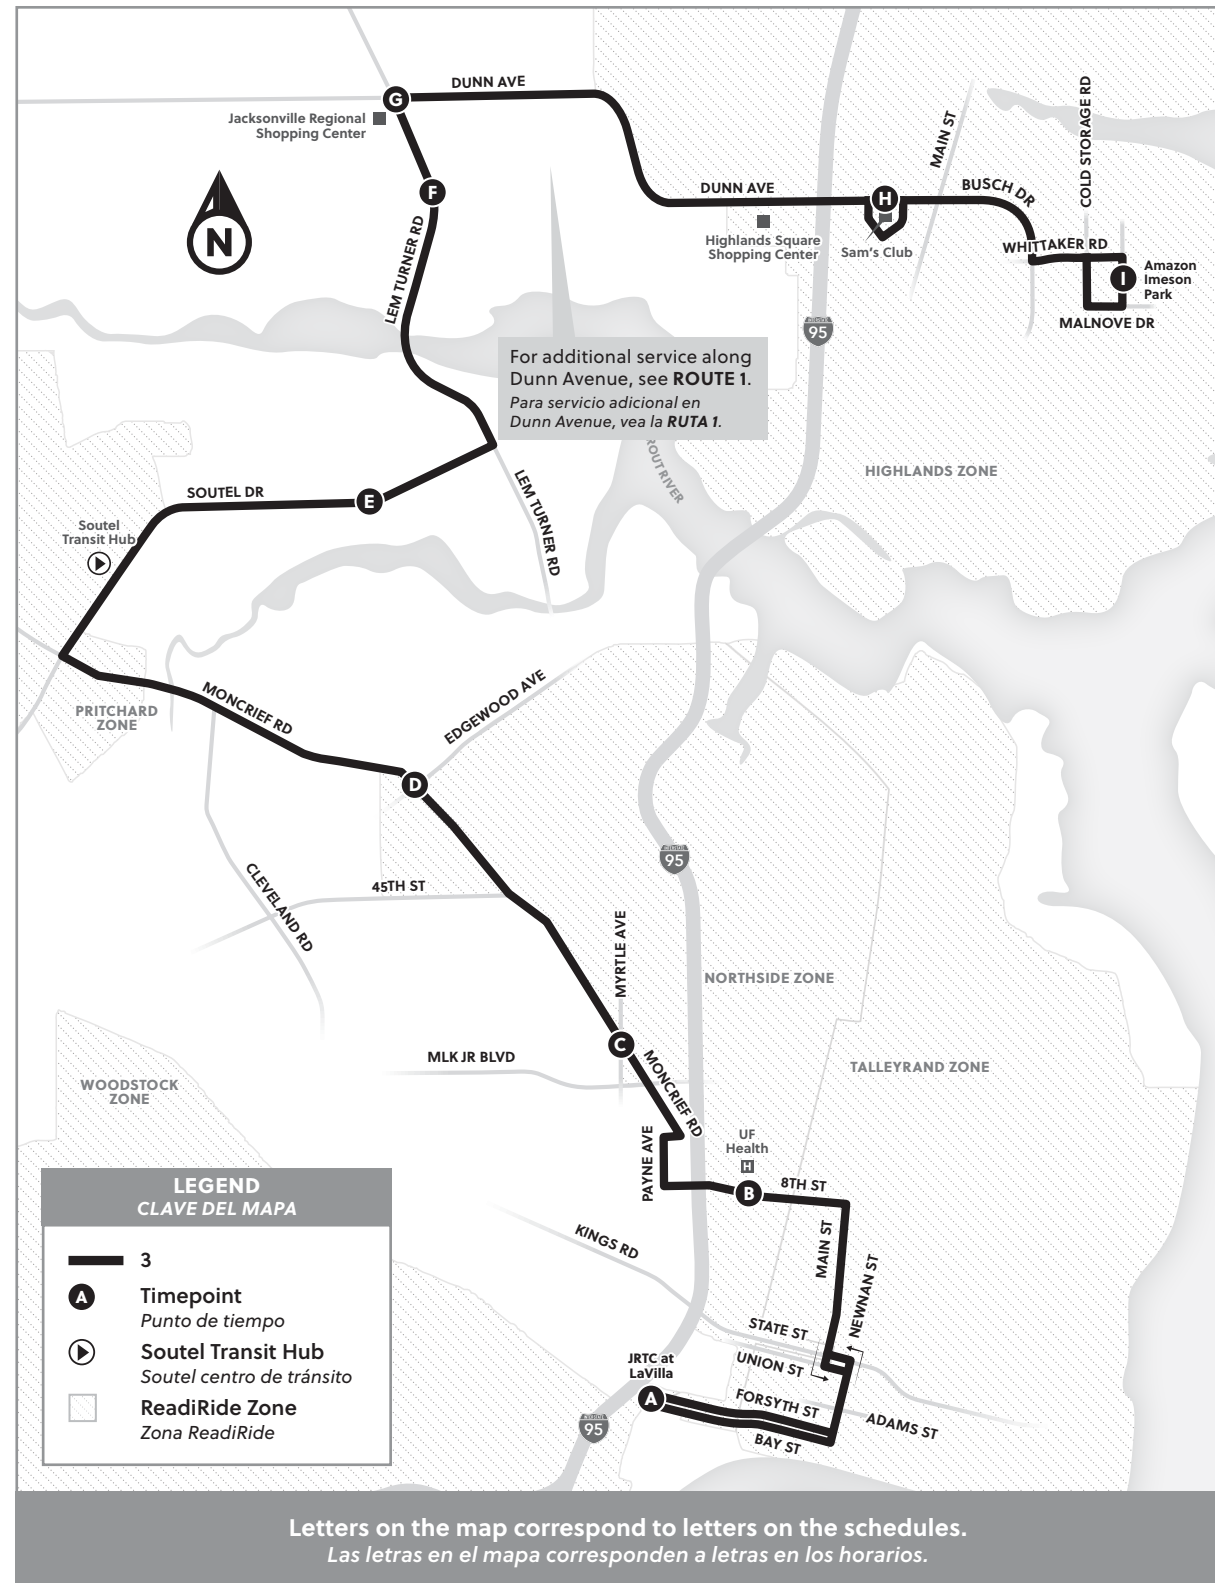 DUNN AVE
G
Jacksonville Regional
Shopping Center
N
F
LEM TURNER RD
DUNN AVE
H
MAIN ST
BUSCH DR
COLD STORAGE RD
WHITTAKER RD
Highlands Square
Shopping Center
Sam's Club
I
Amazon
Imeson
Park
MALNOVE DR
95
For additional service along
Dunn Avenue, see ROUTE 1.
Para servicio adicional en
Dunn Avenue, vea la RUTA 1.
ROUT RIVER
HIGHLANDS ZONE
SOUTEL DR
E
LEM TURNER RD
Soutel
Transit Hub
PRITCHARD
ZONE
MONCRIEF RD
EDGEWOOD AVE
D
95
CLEVELAND RD
45TH ST
MYRTLE AVE
NORTHSIDE ZONE
C
MLK JR BLVD
MONCRIEF RD
TALLEYRAND ZONE
WOODSTOCK
ZONE
PAYNE AVE
UF
Health
H
B
8TH ST
MAIN ST
NEWNAN ST
KINGS RD
STATE ST
UNION ST
JRTC at
LaVilla
A
FORSYTH ST
ADAMS ST
BAY ST
95
LEGEND
CLAVE DEL MAPA
3
A
Timepoint
Punto de tiempo
Soutel Transit Hub
Soutel centro de tránsito
ReadiRide Zone
Zona ReadiRide
Letters on the map correspond to letters on the schedules.
Las letras en el mapa corresponden a letras en los horarios.